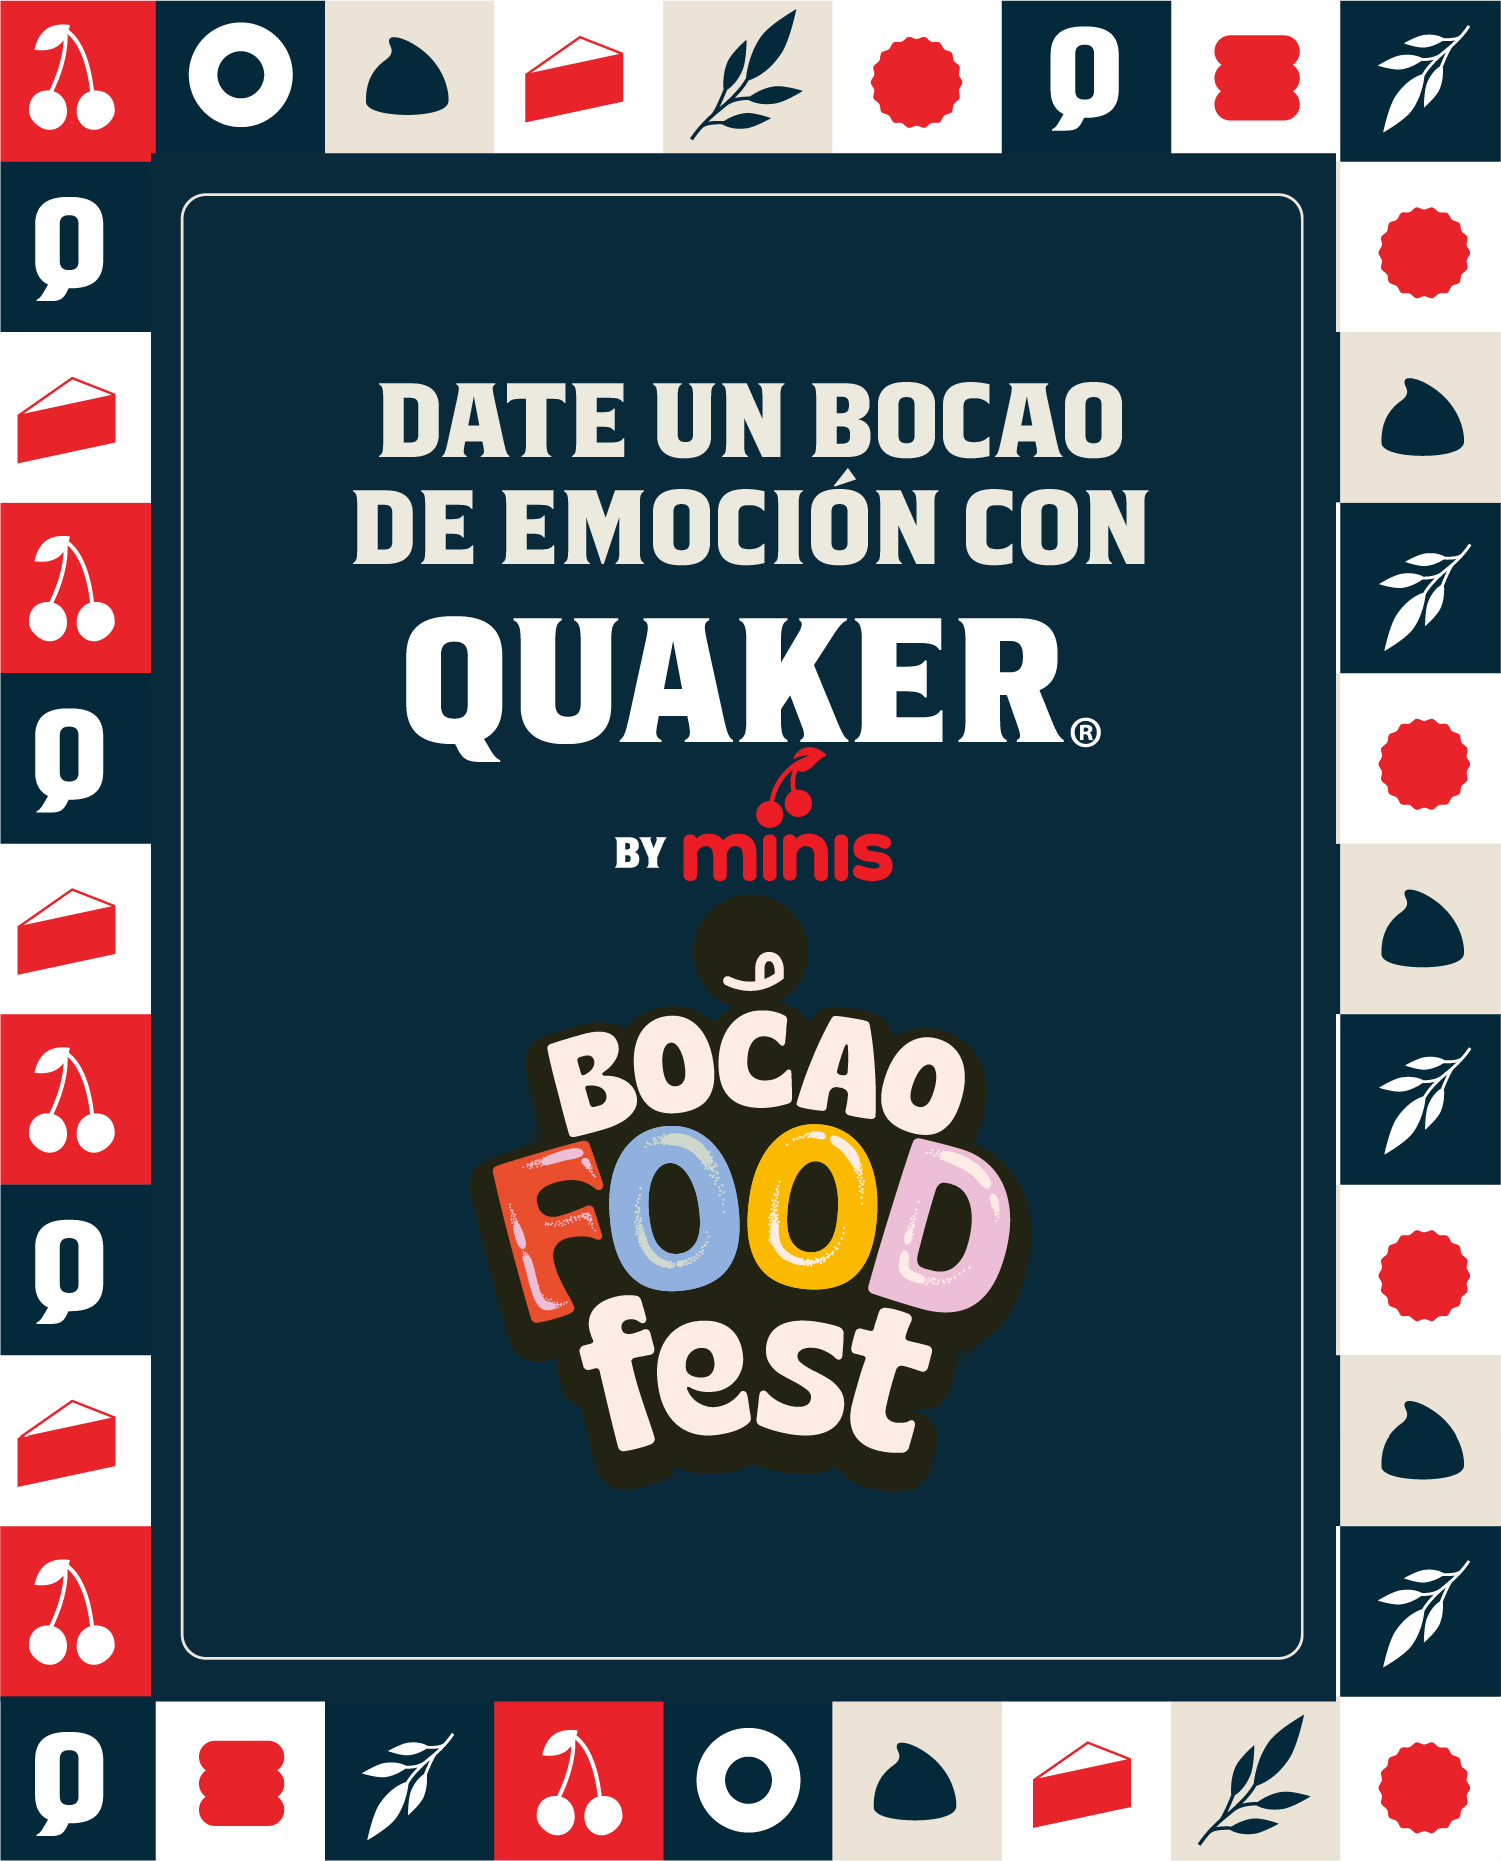 Q
Q
DATE UN BOCAO
DE EMOCIÓN CON
QUAKER®
BY minis
Q
BOCAO
FOOD
fest
Q
Q